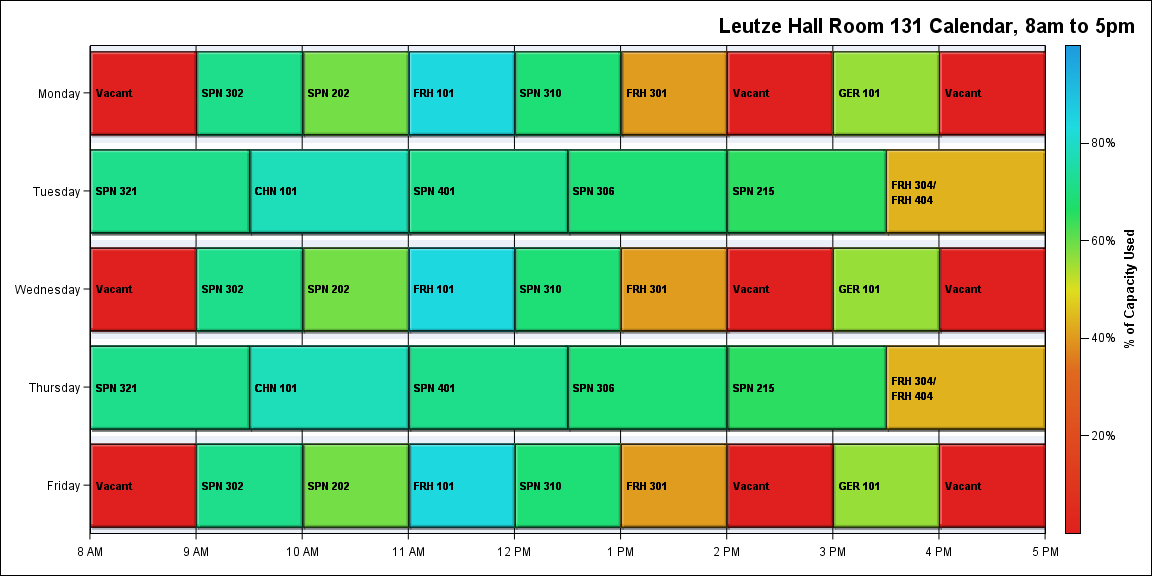 Leutze Hall Room 131 Calendar, 8am to 5pm
Monday
Vacant
SPN 302
SPN 202
FRH 101
SPN 310
FRH 301
Vacant
GER 101
Vacant
Tuesday
SPN 321
CHN 101
SPN 401
SPN 306
SPN 215
FRH 304/
FRH 404
Wednesday
Vacant
SPN 302
SPN 202
FRH 101
SPN 310
FRH 301
Vacant
GER 101
Vacant
Thursday
SPN 321
CHN 101
SPN 401
SPN 306
SPN 215
FRH 304/
FRH 404
Friday
Vacant
SPN 302
SPN 202
FRH 101
SPN 310
FRH 301
Vacant
GER 101
Vacant
8 AM
9 AM
10 AM
11 AM
12 PM
1 PM
2 PM
3 PM
4 PM
5 PM
80%
60%
40%
20%
% of Capacity Used